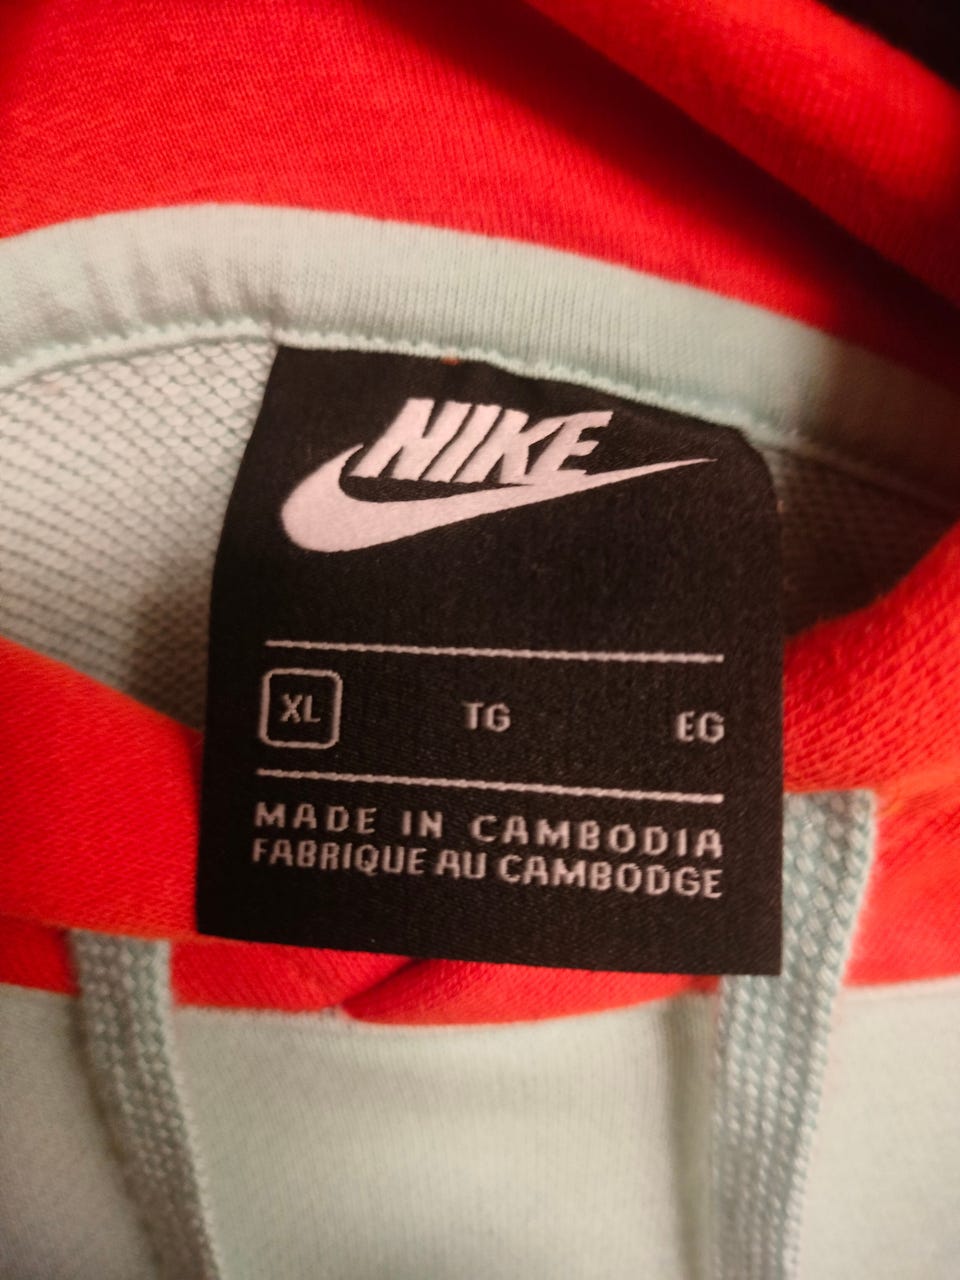 NIKE
XL TG EG
MADE IN CAMBODIA
FABRIQUE AU CAMBODGE